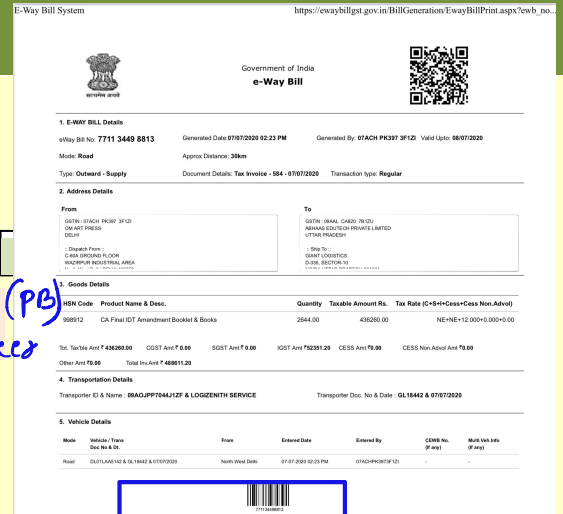 E-Way Bill System
https://ewaybillgst.gov.in/BillGeneration/EwayBillPrint.aspx?ewb_no...
सत्यमेव जयते
Government of India
e-Way Bill
1. E-WAY BILL Details
eWay Bill No: 7711 3449 8813 Generated Date:07/07/2020 02:23 PM Generated By: 07ACH PK397 3F1ZI Valid Upto: 08/07/2020
Mode: Road Approx Distance: 30km
Type: Outward - Supply Document Details: Tax Invoice - 584 - 07/07/2020 Transaction type: Regular
2. Address Details
From To
GSTIN : 07ACH PK397 3F1ZI
OM ART PRESS
DELHI
:: Dispatch From ::
C-69A GROUND FLOOR
WAZIRPUR INDUSTRIAL AREA
GSTIN : 09AAL CA820 7B1ZU
ABHAAS EDUTECH PRIVATE LIMITED
UTTAR PRADESH
:: Ship To ::
GIANT LOGISTICS
D-335, SECTOR-10
(PB)
3. Goods Details
HSN Code Product Name & Desc. Quantity Taxable Amount Rs. Tax Rate (C+S+I+Cess+Cess Non.Advol)
998912 CA Final IDT Amendment Booklet & Books 2644.00 436260.00 NE+NE+12.000+0.000+0.00
Tot. Tax'ble Amt ₹ 436260.00 CGST Amt ₹ 0.00 SGST Amt ₹ 0.00 IGST Amt ₹52351.20 CESS Amt ₹0.00 CESS Non.Advol Amt ₹0.00
Other Amt ₹0.00 Total Inv.Amt ₹ 488611.20
4. Transportation Details
Transporter ID & Name : 09AOJPP7044J1ZF & LOGIZENITH SERVICE Transporter Doc. No & Date : GL18442 & 07/07/2020
5. Vehicle Details
Mode Vehicle / Trans Doc No & Dt. From Entered Date Entered By CEWB No. (If any) Multi Veh.Info (If any)
Road DL01LAAE142 & GL18442 & 07/07/2020 North West Delhi 07-07-2020 02:23 PM 07ACHPK3973F1ZI - -
771134498813